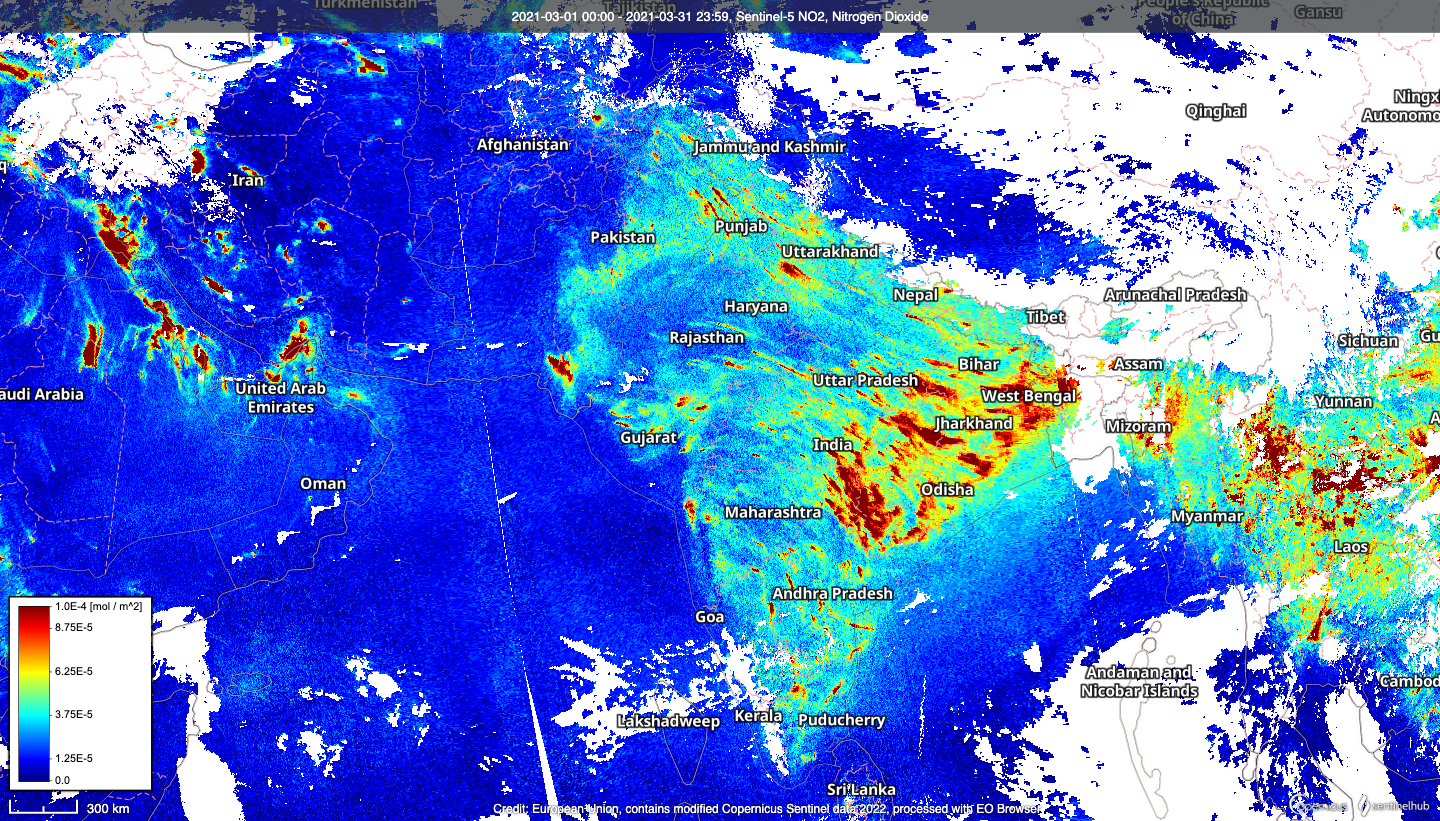 Turkmenistan
Tajikistan
People's Republic
of China
Gansu
2021-03-01 00:00 - 2021-03-31 23:59, Sentinel-5 NO2, Nitrogen Dioxide
Ningx
Autonomo
Qinghai
Afghanistan
Jammu and Kashmir
q
Iran
Punjab
Pakistan
Uttarakhand
Nepal
Arunachal Pradesh
Haryana
Tibet
Rajasthan
Sichuan
Gu
Bihar
Assam
Uttar Pradesh
United Arab
Emirates
audi Arabia
West Bengal
Yunnan
Jharkhand
Mizoram
A
Gujarat
India
Oman
Odisha
Maharashtra
Myanmar
Laos
Andhra Pradesh
Goa
Andaman and
Nicobar Islands
Cambod
Lakshadweep
Kerala
Puducherry
Sri Lanka
1.0E-4 [mol / m^2]
8.75E-5
6.25E-5
3.75E-5
1.25E-5
0.0
300 km
Credit: European Union, contains modified Copernicus Sentinel data 2022, processed with EO Browser
sentinelhub